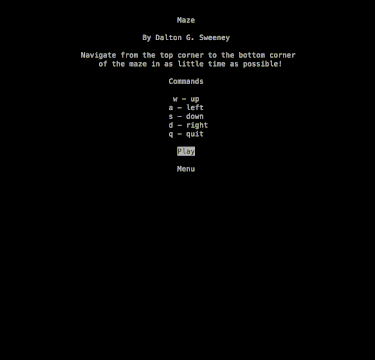 Maze
By Dalton G. Sweeney
Navigate from the top corner to the bottom corner
of the maze in as little time as possible!
Commands
w - up
a - left
s - down
d - right
q - quit
Play
Menu